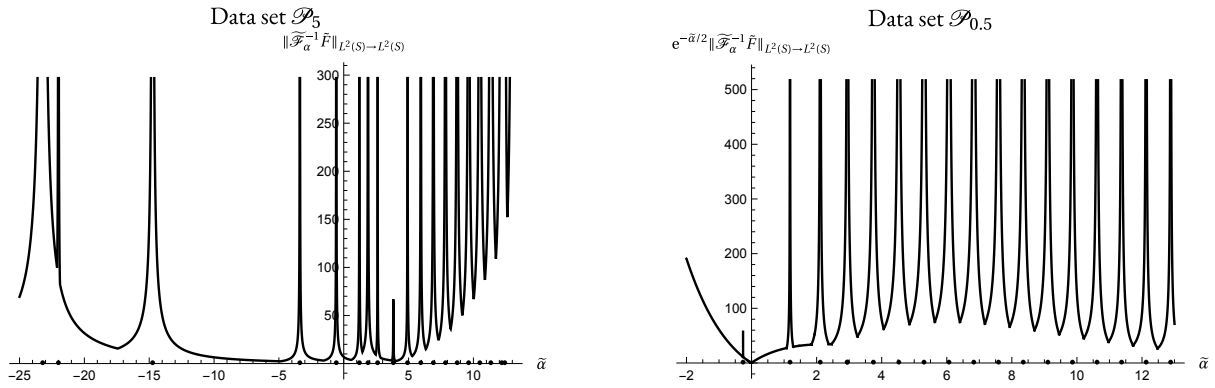 Data set 𝒫₅
‖ℱ̃_α⁻¹F̃‖_{L²(S)→L²(S)}
300
250
200
150
100
50
−25 −20 −15 −10 −5 5 10
α̃
Data set 𝒫₀.₅
e^{−α̃/2}‖ℱ̃_α⁻¹F̃‖_{L²(S)→L²(S)}
500
400
300
200
100
−2 2 4 6 8 10 12
α̃